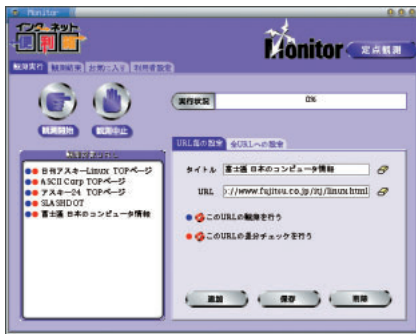 Monitor
インターネット
便利
Monitor 定点観測
観測実行 観測結果 お気に入り 利用者設定
実行状況 0%
観測開始 観測中止
URL毎の設定 全URLへの設定
日刊アスキーLinux TOPページ
ASCII Corp TOPページ
アスキー24 TOPページ
SLASHDOT
富士通 日本のコンピュータ情報
タイトル 富士通 日本のコンピュータ情報
URL ://www.fujitsu.co.jp/jtj/linux.html
このURLの観測を行う
このURLの差分チェックを行う
追加 保存 削除